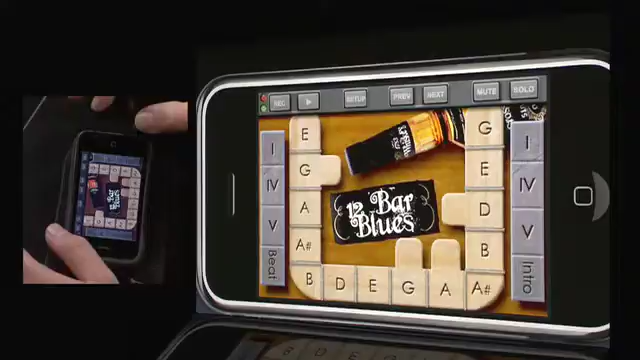 REC
SETUP
PREV
NEXT
MUTE
SOLO
E
G
I
I
G
E
IV
IV
A
D
12 Bar
Blues
V
V
A#
B
Beat
Intro
B
D
E
G
A
A#